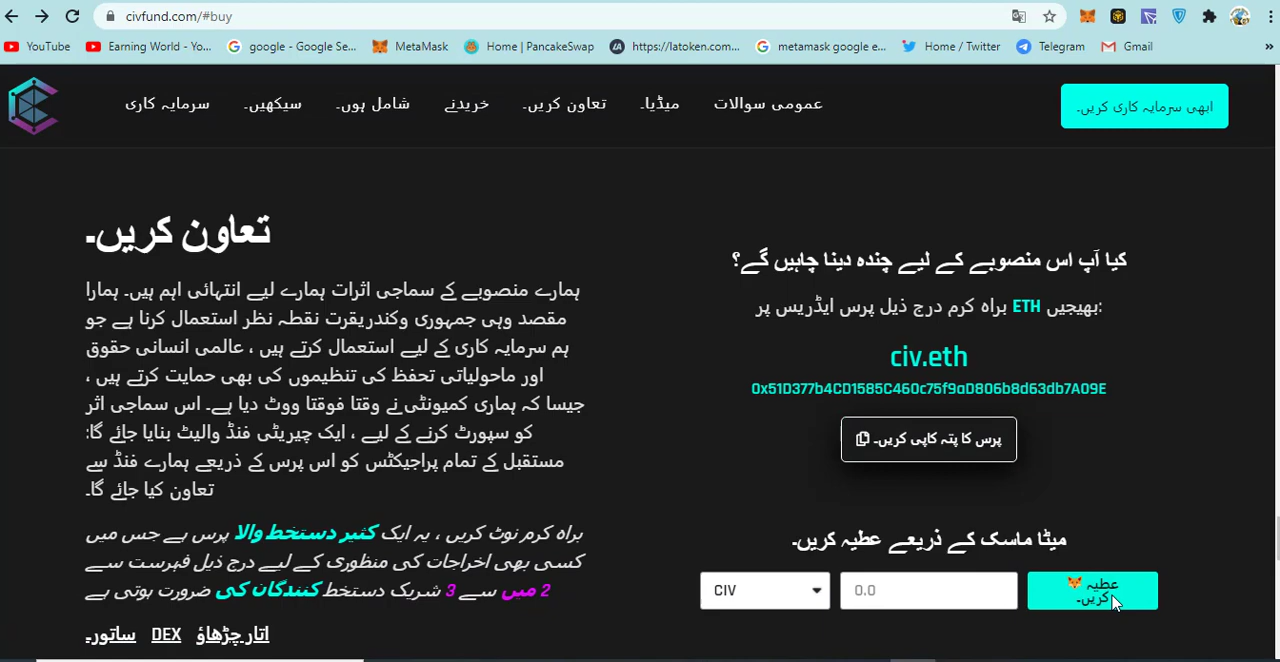 civfund.com/#buy
YouTube
Earning World - Yo...
google - Google Se...
MetaMask
Home | PancakeSwap
https://latoken.com...
metamask google e...
Home / Twitter
Telegram
Gmail
»
سرمایہ کاری
سیکھیں۔
شامل ہوں۔
خریدنے
تعاون کریں۔
میڈیا۔
عمومی سوالات
ابھی سرمایہ کاری کریں۔
تعاون کریں۔
ہمارے منصوبے کے سماجی اثرات ہمارے لیے انتہائی اہم ہیں۔ ہمارا
مقصد وہی جمہوری وکندریقرت نقطہ نظر استعمال کرنا ہے جو
ہم سرمایہ کاری کے لیے استعمال کرتے ہیں ، عالمی انسانی حقوق
اور ماحولیاتی تحفظ کی تنظیموں کی بھی حمایت کرتے ہیں ،
جیسا کہ ہماری کمیونٹی نے وقتا فوقتا ووٹ دیا ہے۔ اس سماجی اثر
کو سپورٹ کرنے کے لیے ، ایک چیریٹی فنڈ والیٹ بنایا جائے گا:
مستقبل کے تمام پراجیکٹس کو اس پرس کے ذریعے ہمارے فنڈ سے
تعاون کیا جائے گا۔
براہ کرم نوٹ کریں ، یہ ایک کثیر دستخط والا پرس ہے جس میں
کسی بھی اخراجات کی منظوری کے لیے درج ذیل فہرست سے
2 میں سے 3 شریک دستخط کنندگان کی ضرورت ہوتی ہے
ساتور۔ DEX اتار چڑھاؤ
کیا آپ اس منصوبے کے لیے چندہ دینا چاہیں گے؟
براہ کرم درج ذیل پرس ایڈریس پر ETH بھیجیں:
civ.eth
0x51D377b4CD1585C460c75f9aD806b8d63db7A09E
پرس کا پتہ کاپی کریں۔
میٹا ماسک کے ذریعے عطیہ کریں۔
CIV
0.0
عطیہ
کریں۔